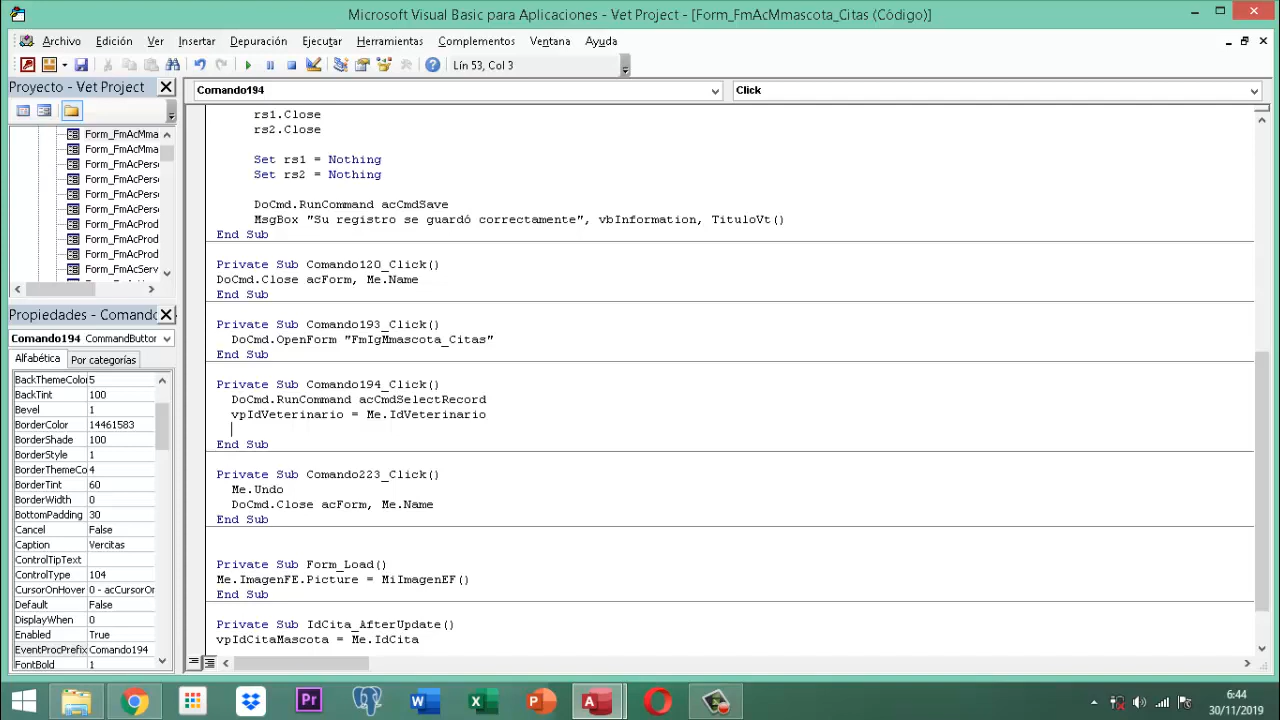 Microsoft Visual Basic para Aplicaciones - Vet Project - [Form_FmAcMmascota_Citas (Código)]
Archivo Edición Ver Insertar Depuración Ejecutar Herramientas Complementos Ventana Ayuda
Lín 53, Col 3
Proyecto - Vet Project
Form_FmAcMma
Form_FmAcMma
Form_FmAcPers
Form_FmAcPers
Form_FmAcPers
Form_FmAcPers
Form_FmAcProd
Form_FmAcProd
Form_FmAcProd
Form_FmAcServ
Propiedades - Comando
Comando194 CommandButton
Alfabética Por categorías
BackThemeColor 5
BackTint 100
Bevel 1
BorderColor 14461583
BorderShade 100
BorderStyle 1
BorderThemeCo 4
BorderTint 60
BorderWidth 0
BottomPadding 30
Cancel False
Caption Vercitas
ControlTipText
ControlType 104
CursorOnHover 0 - acCursorOn
Default False
DisplayWhen 0
Enabled True
EventProcPrefix Comando194
FontBold 1
Comando194 Click
rs1.Close
rs2.Close
Set rs1 = Nothing
Set rs2 = Nothing
DoCmd.RunCommand acCmdSave
MsgBox "Su registro se guardó correctamente", vbInformation, TituloVt()
End Sub
Private Sub Comando120_Click()
DoCmd.Close acForm, Me.Name
End Sub
Private Sub Comando193_Click()
DoCmd.OpenForm "FmIgMmascota_Citas"
End Sub
Private Sub Comando194_Click()
DoCmd.RunCommand acCmdSelectRecord
vpIdVeterinario = Me.IdVeterinario
End Sub
Private Sub Comando223_Click()
Me.Undo
DoCmd.Close acForm, Me.Name
End Sub
Private Sub Form_Load()
Me.ImagenFE.Picture = MiImagenEF()
End Sub
Private Sub IdCita_AfterUpdate()
vpIdCitaMascota = Me.IdCita
6:44
30/11/2019